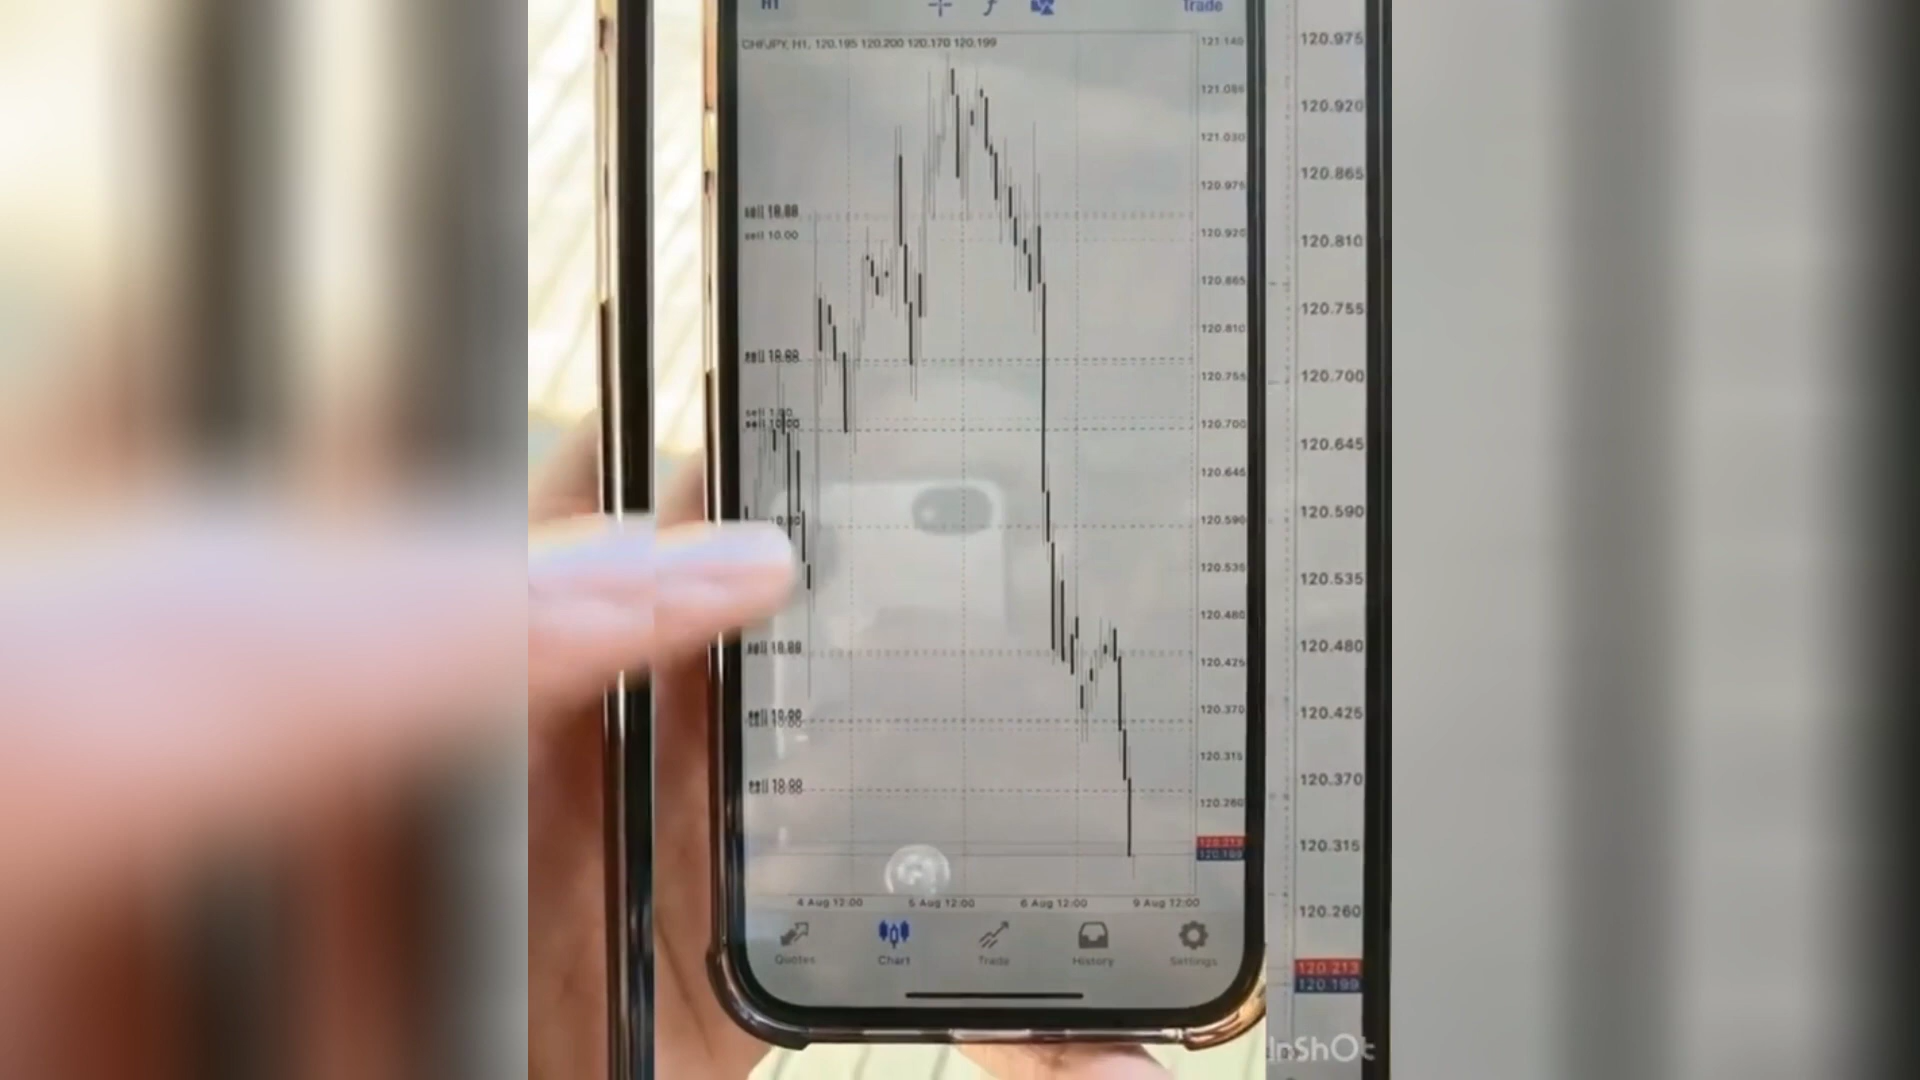 H1
Trade
CHFJPY, H1, 120.195 120.200 120.170 120.199
121.140
121.085
121.030
120.975
120.920
120.865
120.810
120.755
120.700
120.645
120.590
120.535
120.480
120.425
120.370
120.315
120.260
120.213
120.199
sell 10.00
sell 10.00
4 Aug 12:00
5 Aug 12:00
6 Aug 12:00
9 Aug 12:00
Quotes
Chart
Trade
History
Settings
120.975
120.920
120.865
120.810
120.755
120.700
120.645
120.590
120.535
120.480
120.425
120.370
120.315
120.260
120.213
120.199
InShOt